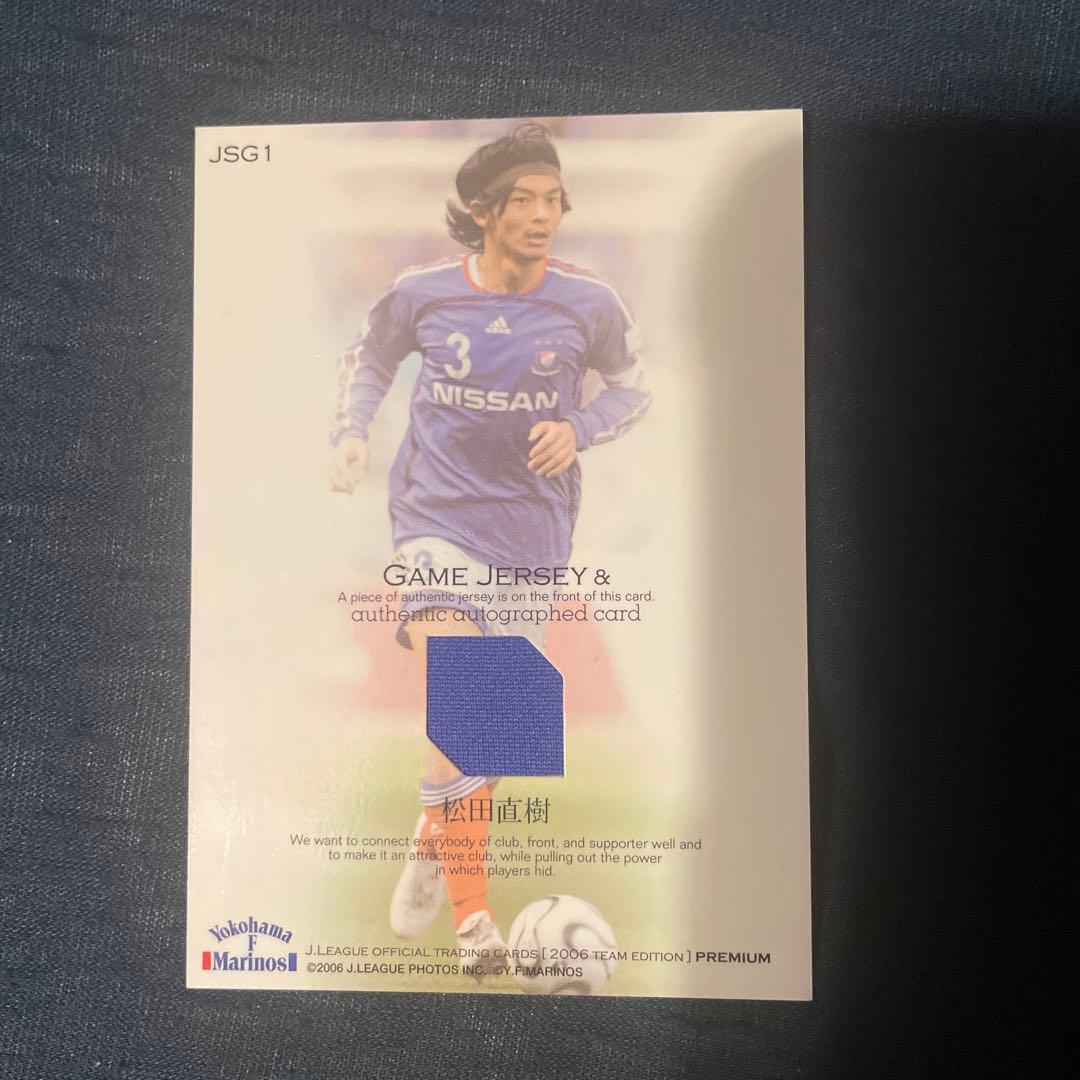 JSG1
3
adidas
NISSAN
3
GAME JERSEY &
A piece of authentic jersey is on the front of this card.
authentic autographed card
松田直樹
We want to connect everybody of club, front, and supporter well and
to make it an attractive club, while pulling out the power
in which players hid.
Yokohama
F
Marinos
J.LEAGUE OFFICIAL TRADING CARDS [ 2006 TEAM EDITION ] PREMIUM
©2006 J.LEAGUE PHOTOS INC. ©Y.F.MARINOS